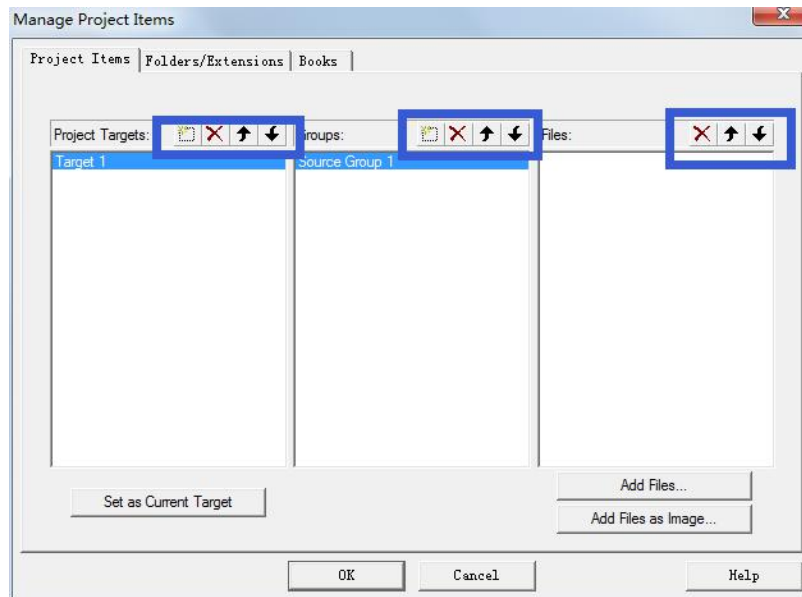 Manage Project Items
Project Items Folders/Extensions Books
Project Targets: Groups: Files:
Target 1 Source Group 1
Set as Current Target
Add Files...
Add Files as Image...
OK Cancel Help